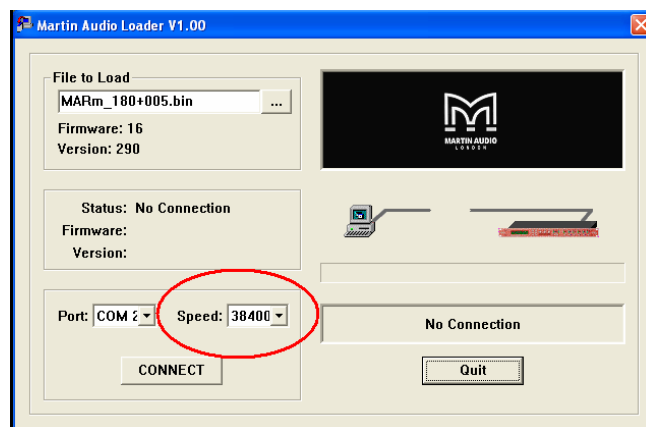 Martin Audio Loader V1.00
File to Load
MARm_180+005.bin ...
Firmware: 16
Version: 290
MARTIN AUDIO
LONDON
Status: No Connection
Firmware:
Version:
Port: COM 2 Speed: 38400
No Connection
CONNECT
Quit